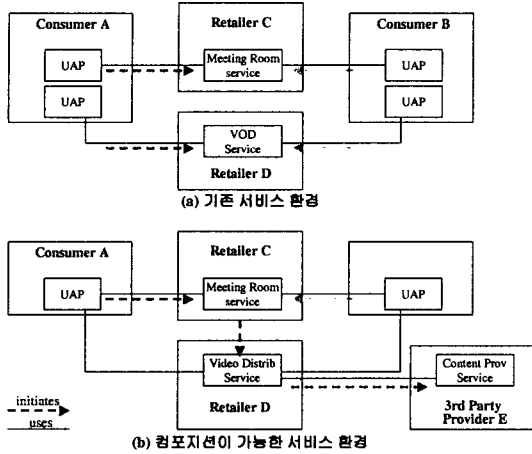 Consumer A
Retailer C
Consumer B
UAP
Meeting Room
service
UAP
UAP
UAP
VOD
Service
Retailer D
(a) 기존 서비스 환경
Consumer A
Retailer C
UAP
Meeting Room
service
UAP
Video Distrib
Service
Content Prov
Service
Retailer D
3rd Party
Provider E
initiates
uses
(b) 컴포지션이 가능한 서비스 환경